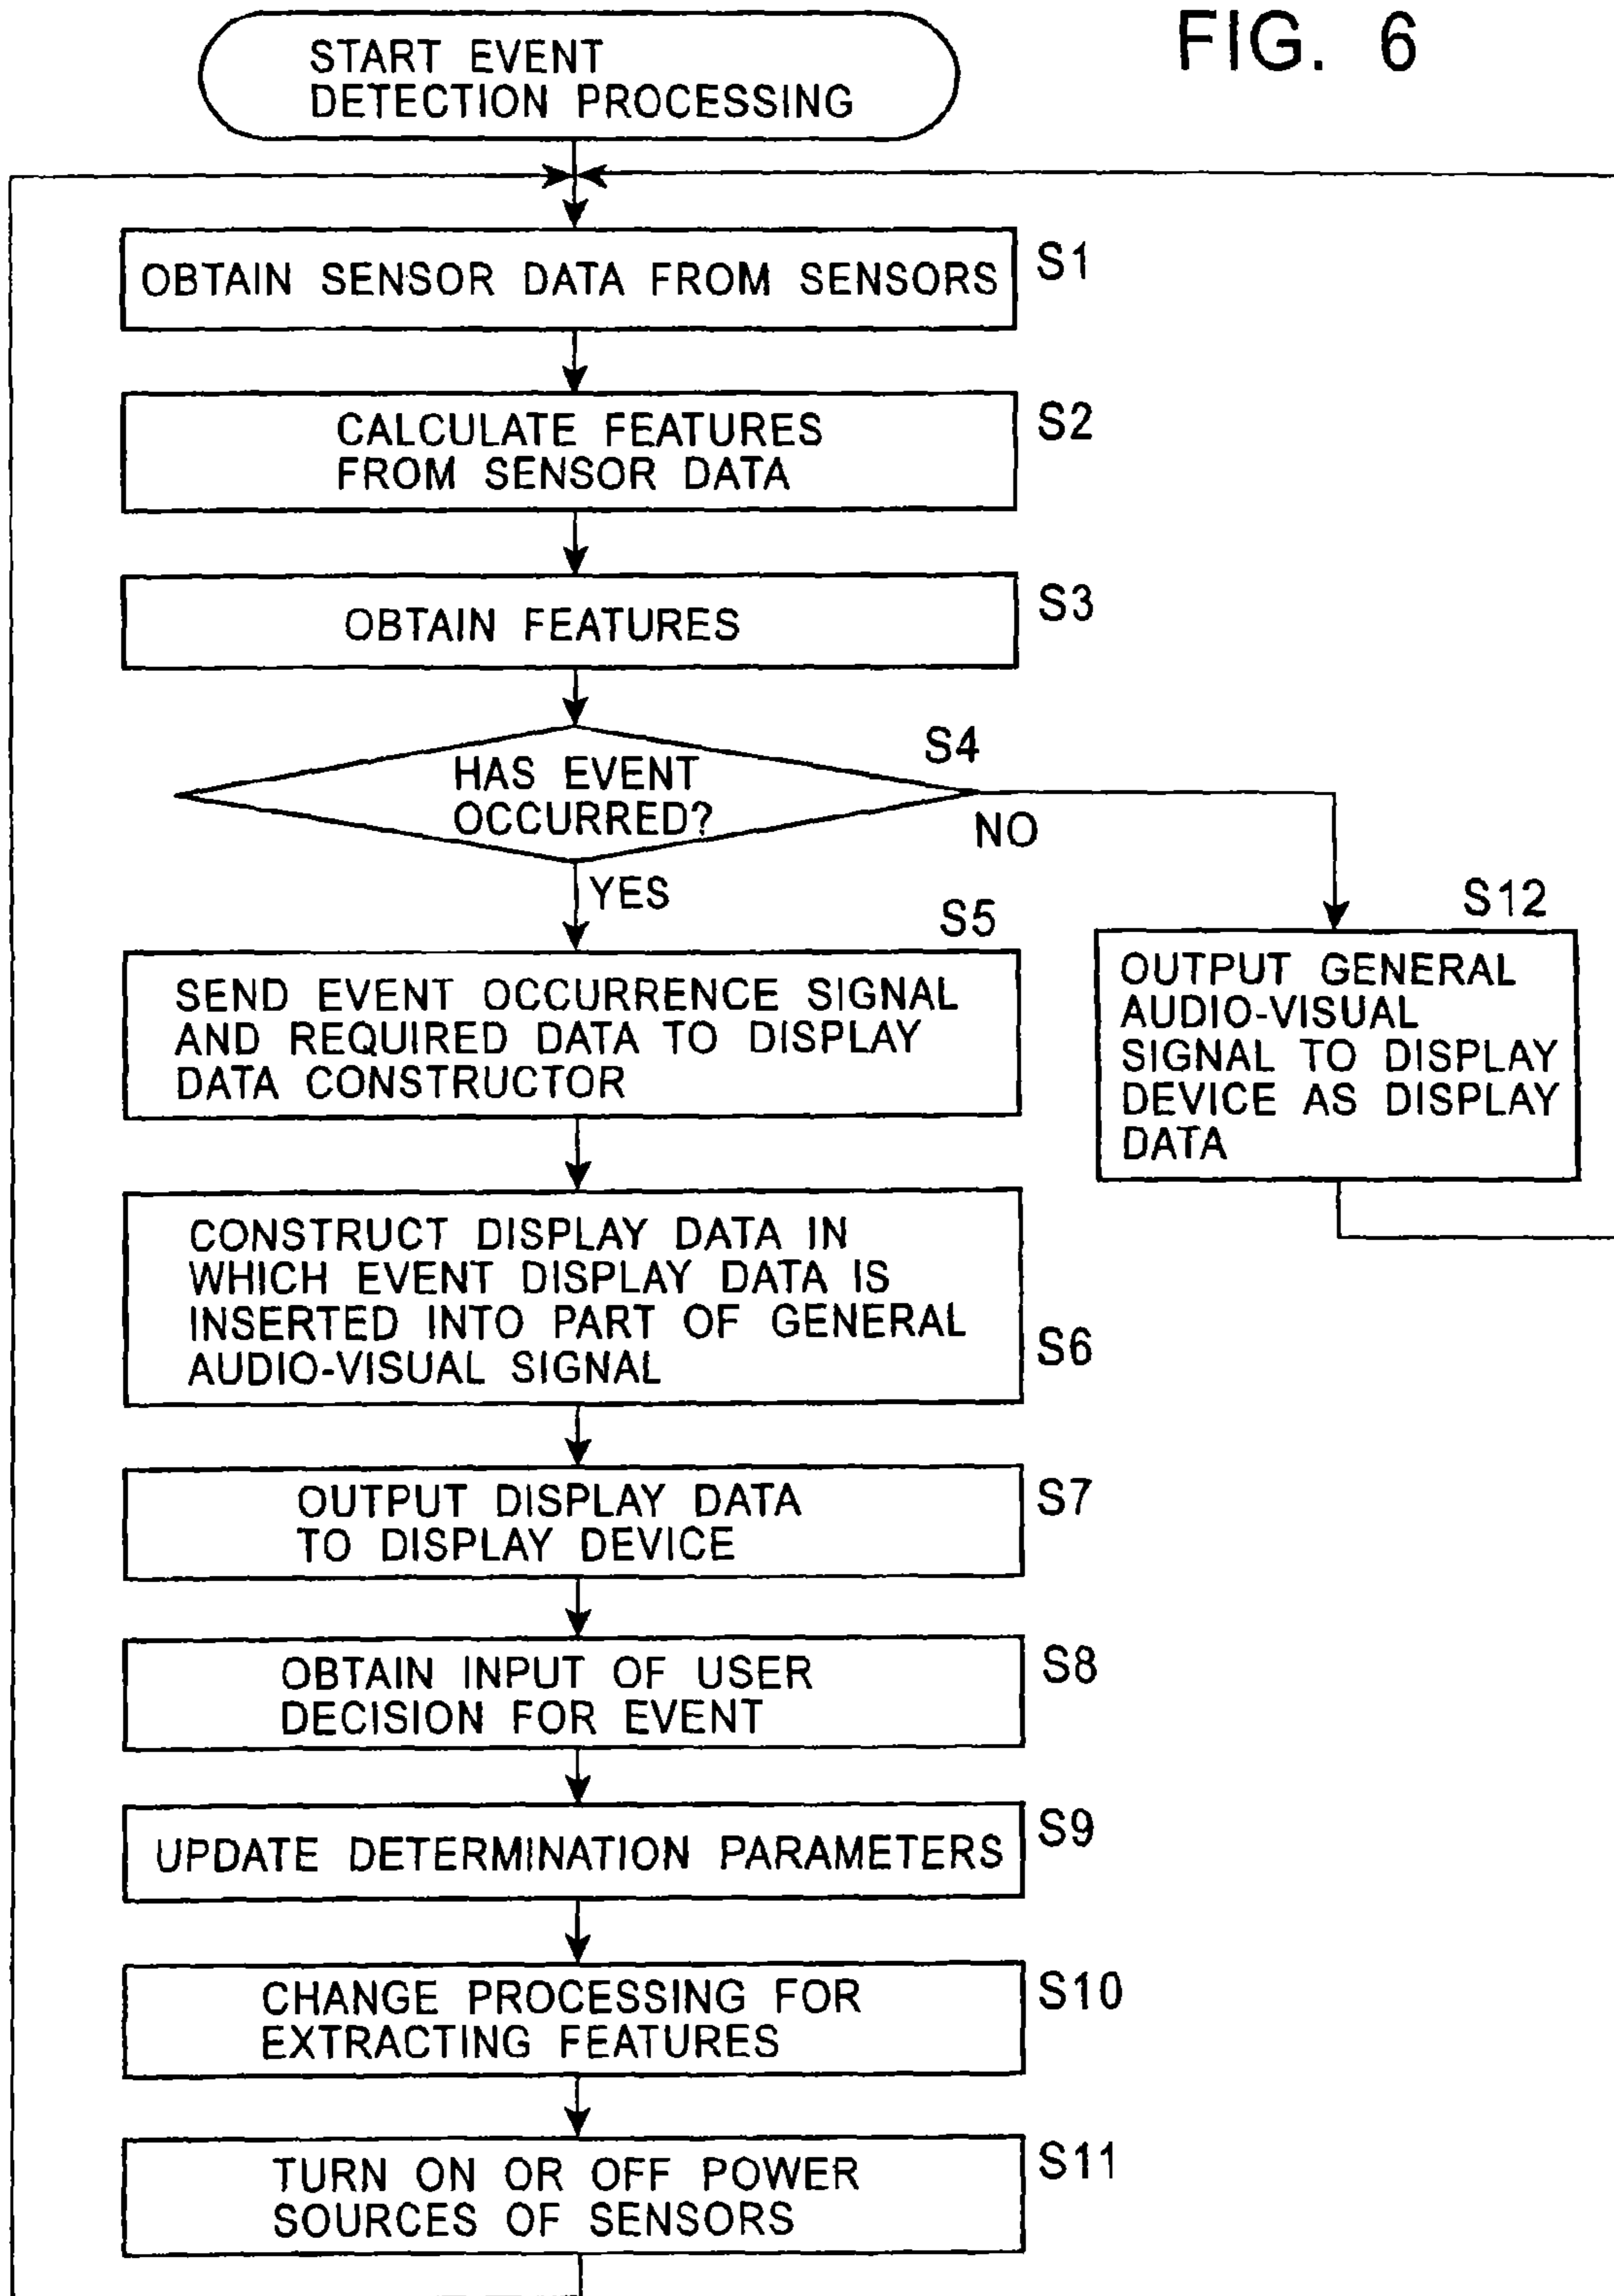 FIG. 6
START EVENT
DETECTION PROCESSING
OBTAIN SENSOR DATA FROM SENSORS
S1
CALCULATE FEATURES
FROM SENSOR DATA
S2
OBTAIN FEATURES
S3
HAS EVENT
OCCURRED?
S4
NO
YES
S5
SEND EVENT OCCURRENCE SIGNAL
AND REQUIRED DATA TO DISPLAY
DATA CONSTRUCTOR
S12
OUTPUT GENERAL
AUDIO-VISUAL
SIGNAL TO DISPLAY
DEVICE AS DISPLAY
DATA
CONSTRUCT DISPLAY DATA IN
WHICH EVENT DISPLAY DATA IS
INSERTED INTO PART OF GENERAL
AUDIO-VISUAL SIGNAL
S6
OUTPUT DISPLAY DATA
TO DISPLAY DEVICE
S7
OBTAIN INPUT OF USER
DECISION FOR EVENT
S8
UPDATE DETERMINATION PARAMETERS
S9
CHANGE PROCESSING FOR
EXTRACTING FEATURES
S10
TURN ON OR OFF POWER
SOURCES OF SENSORS
S11